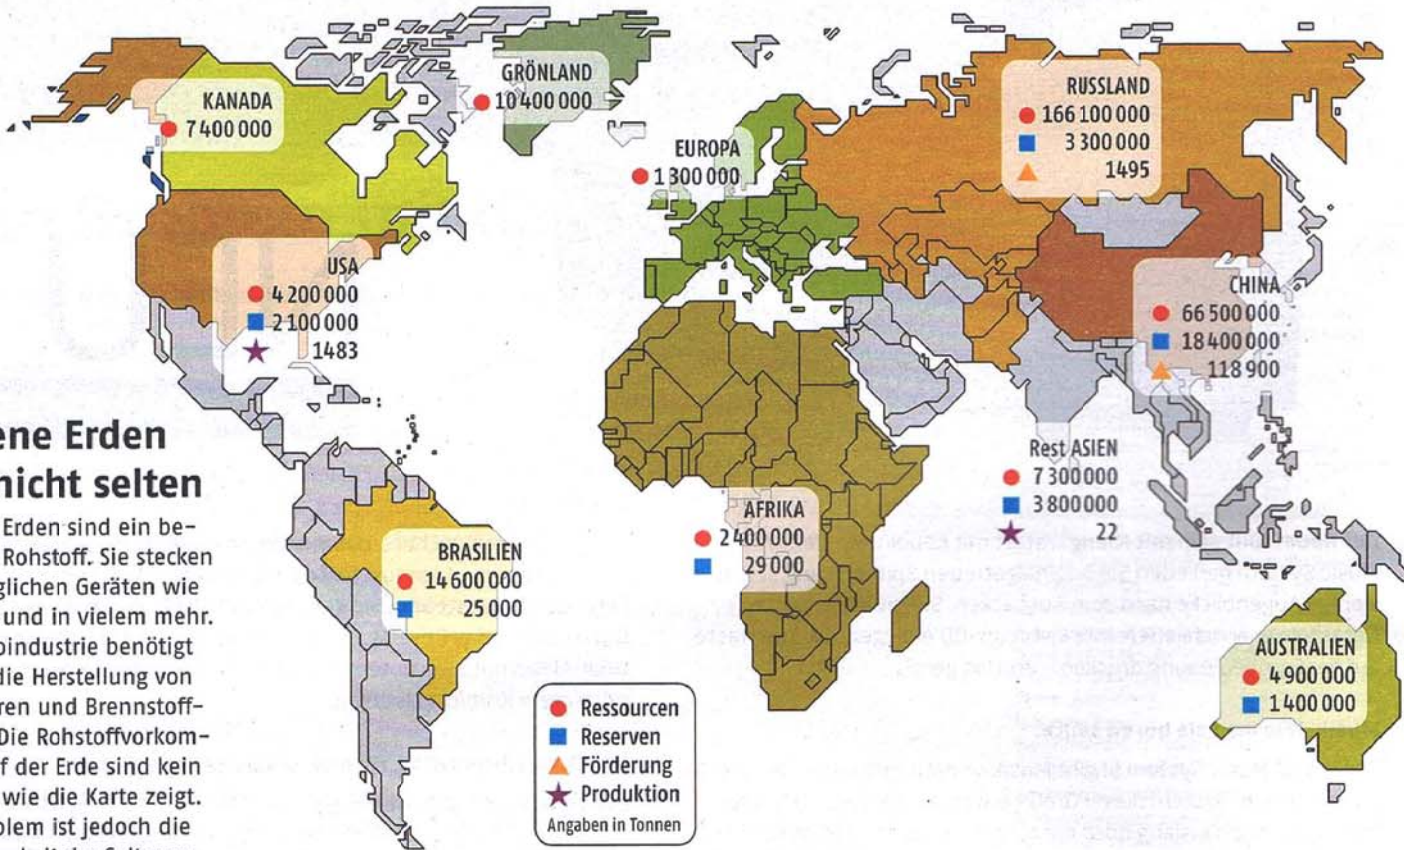 KANADA
7 400 000
GRÖNLAND
10 400 000
EUROPA
1 300 000
RUSSLAND
166 100 000
3 300 000
1495
USA
4 200 000
2 100 000
1483
CHINA
66 500 000
18 400 000
118 900
Rest ASIEN
7 300 000
3 800 000
22
AFRIKA
2 400 000
29 000
BRASILIEN
14 600 000
25 000
AUSTRALIEN
4 900 000
1 400 000
Ressourcen
Reserven
Förderung
Produktion
Angaben in Tonnen
ene Erden
nicht selten
Erden sind ein be-
Rohstoff. Sie stecken
glichen Geräten wie
und in vielem mehr.
oindustrie benötigt
die Herstellung von
ren und Brennstoff-
Die Rohstoffvorkom-
f der Erde sind kein
wie die Karte zeigt.
blem ist jedoch die